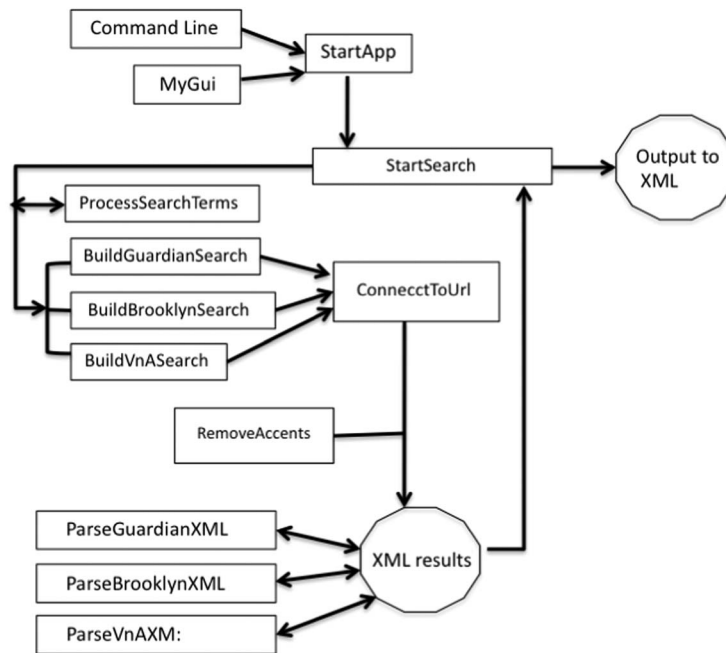 Command Line
StartApp
MyGui
StartSearch
Output to
XML
ProcessSearchTerms
BuildGuardianSearch
ConnecctToUrl
BuildBrooklynSearch
BuildVnASearch
RemoveAccents
ParseGuardianXML
XML results
ParseBrooklynXML
ParseVnAXM: